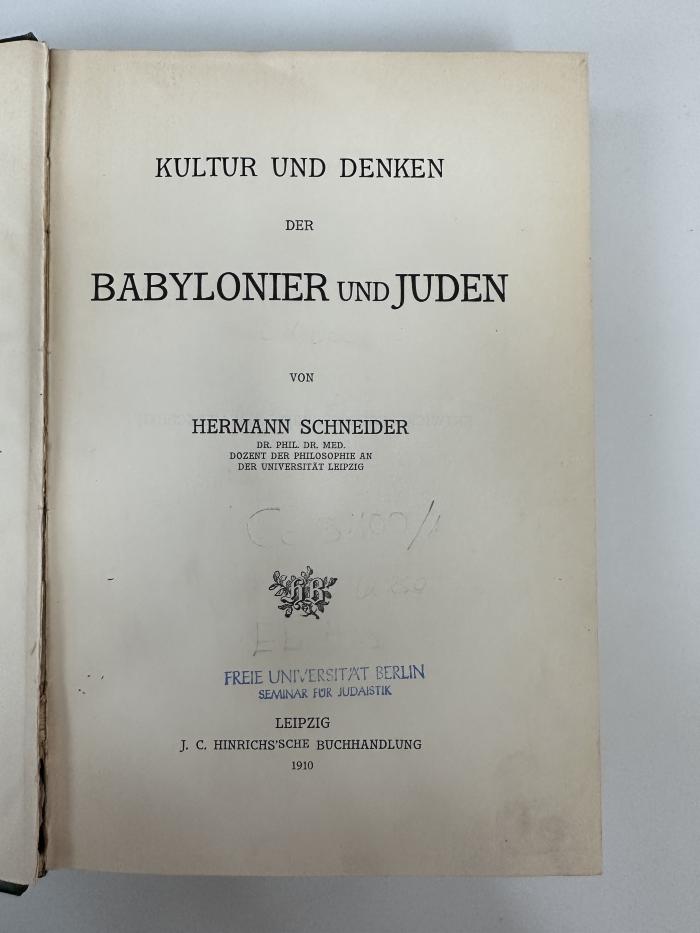 KULTUR UND DENKEN
DER
BABYLONIER UND JUDEN
VON
HERMANN SCHNEIDER
DR. PHIL. DR. MED.
DOZENT DER PHILOSOPHIE AN
DER UNIVERSITÄT LEIPZIG
FREIE UNIVERSITÄT BERLIN
SEMINAR FÜR JUDAISTIK
LEIPZIG
J. C. HINRICHS'SCHE BUCHHANDLUNG
1910